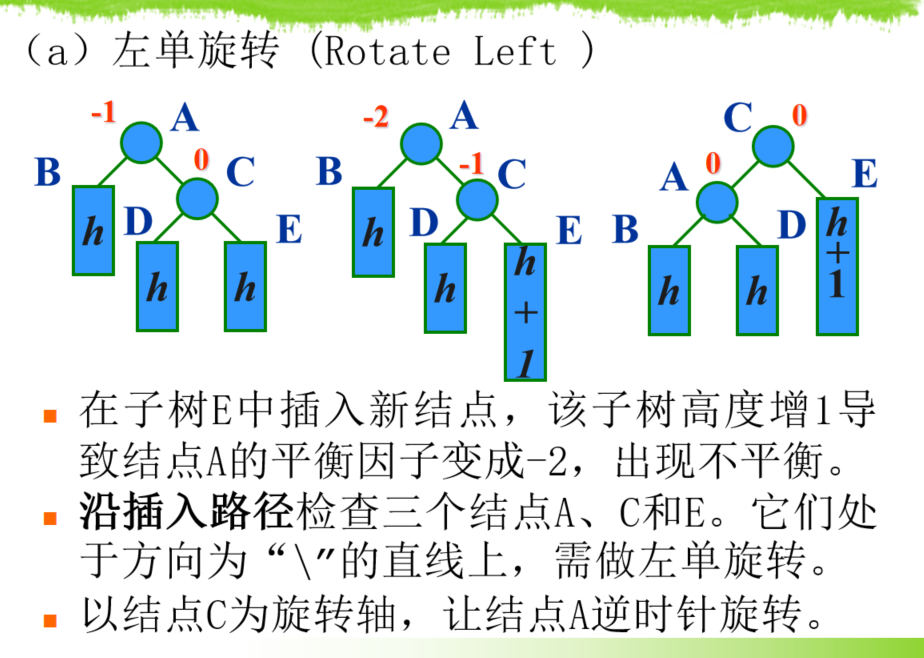 （a）左单旋转 (Rotate Left )
-1 A
B 0 C
h D E
h h
-2 A
B -1 C
h D E
h h+1
C 0
A 0 E
B D h+1
h h
在子树E中插入新结点，该子树高度增1导
致结点A的平衡因子变成-2，出现不平衡。
沿插入路径检查三个结点A、C和E。它们处
于方向为“\”的直线上，需做左单旋转。
以结点C为旋转轴，让结点A逆时针旋转。